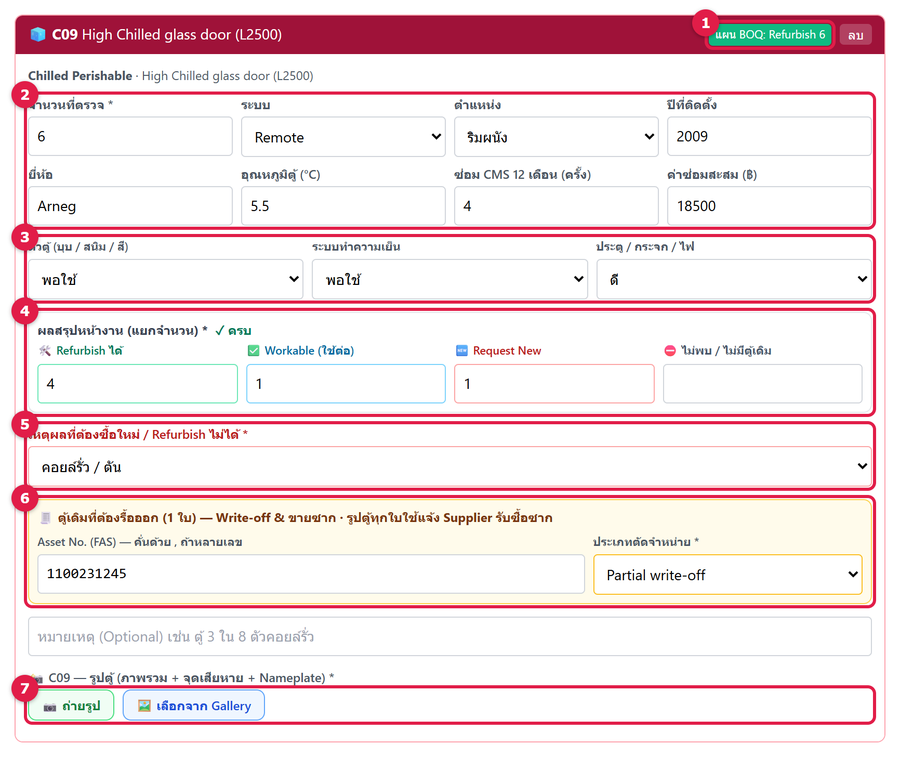 C09 High Chilled glass door (L2500)
1
แผน BOQ: Refurbish 6
ลบ
Chilled Perishable · High Chilled glass door (L2500)
2
จำนวนที่ตรวจ *
ระบบ
ตำแหน่ง
ปีที่ติดตั้ง
6
Remote
ริมผนัง
2009
ยี่ห้อ
อุณหภูมิตู้ (°C)
ซ่อม CMS 12 เดือน (ครั้ง)
ค่าซ่อมสะสม (฿)
Arneg
5.5
4
18500
3
ตัวตู้ (บุบ / สนิม / สี)
ระบบทำความเย็น
ประตู / กระจก / ไฟ
พอใช้
พอใช้
ดี
4
ผลสรุปหน้างาน (แยกจำนวน) * ✓ ครบ
Refurbish ได้
Workable (ใช้ต่อ)
NEW Request New
ไม่พบ / ไม่มีตู้เดิม
4
1
1
5
เหตุผลที่ต้องซื้อใหม่ / Refurbish ไม่ได้ *
คอยล์รั่ว / ตัน
6
ตู้เดิมที่ต้องรื้อออก (1 ใบ) — Write-off & ขายซาก · รูปตู้ทุกใบใช้แจ้ง Supplier รับซื้อซาก
Asset No. (FAS) — คั่นด้วย , ถ้าหลายเลข
ประเภทตัดจำหน่าย *
1100231245
Partial write-off
หมายเหตุ (Optional) เช่น ตู้ 3 ใน 8 ตัวคอยล์รั่ว
C09 — รูปตู้ (ภาพรวม + จุดเสียหาย + Nameplate) *
7
ถ่ายรูป
เลือกจาก Gallery